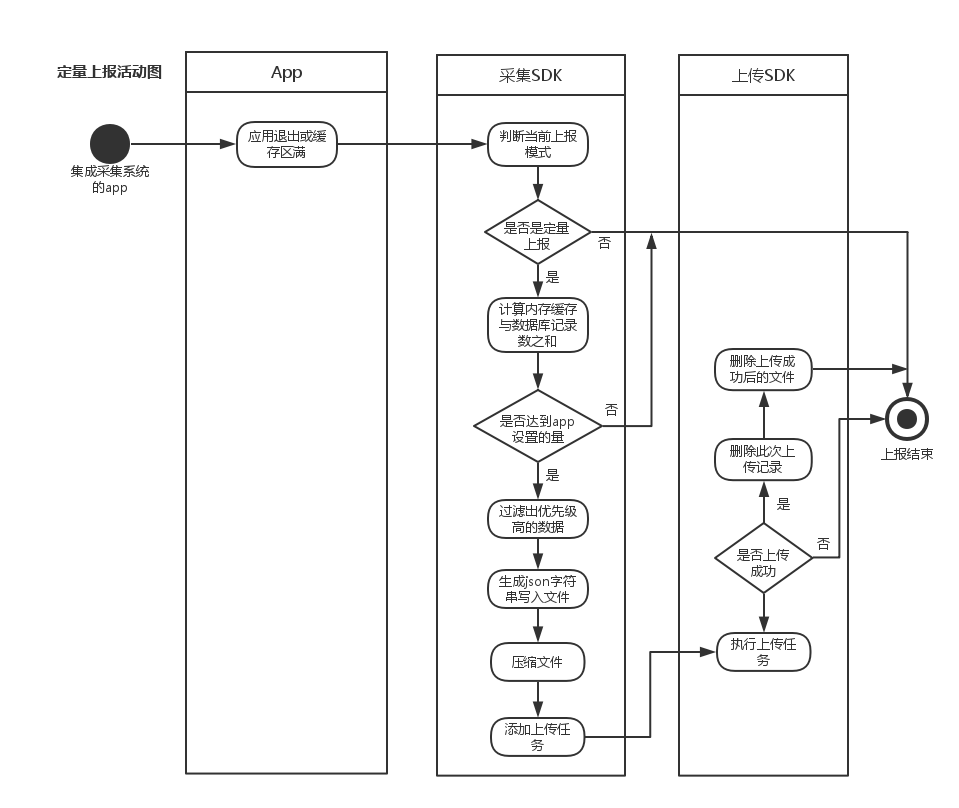 定量上报活动图
App
采集SDK
上传SDK
集成采集系统
的app
应用退出或缓
存区满
判断当前上报
模式
是否是定量
上报
否
是
计算内存缓存
与数据库记录
数之和
是否达到app
设置的量
否
是
过滤出优先级
高的数据
生成json字符
串写入文件
压缩文件
添加上传任
务
删除上传成
功后的文件
删除此次上
传记录
是
是否上传
成功
否
执行上传任
务
上报结束